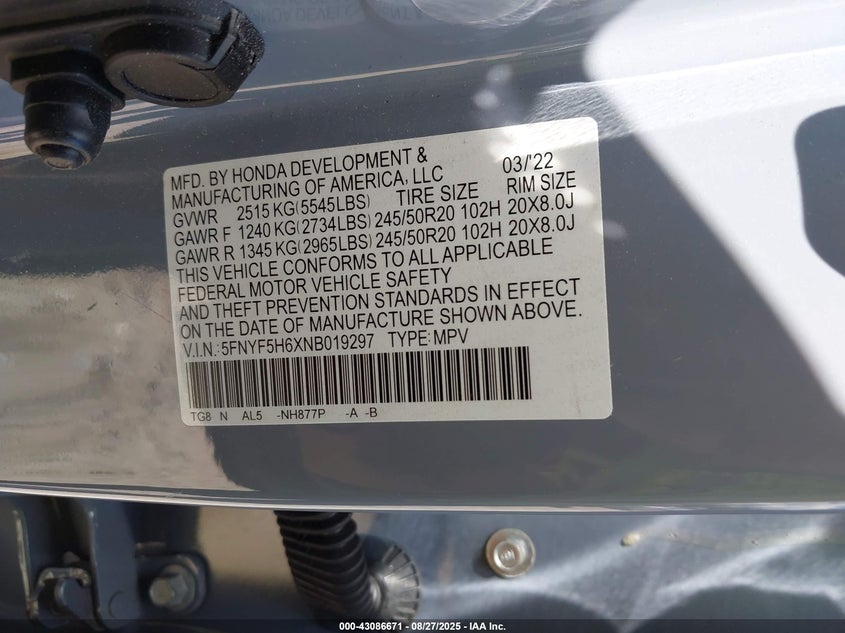 MFD. BY HONDA DEVELOPMENT & 03/'22
MANUFACTURING OF AMERICA, LLC
GVWR 2515 KG(5545LBS) TIRE SIZE RIM SIZE
GAWR F 1240 KG(2734LBS) 245/50R20 102H 20X8.0J
GAWR R 1345 KG(2965LBS) 245/50R20 102H 20X8.0J
THIS VEHICLE CONFORMS TO ALL APPLICABLE
FEDERAL MOTOR VEHICLE SAFETY
AND THEFT PREVENTION STANDARDS IN EFFECT
ON THE DATE OF MANUFACTURE SHOWN ABOVE.
V.I.N.:5FNYF5H6XNB019297 TYPE:MPV
TG8 N AL5 -NH877P -A -B
000-43086671 - 08/27/2025 - IAA Inc.